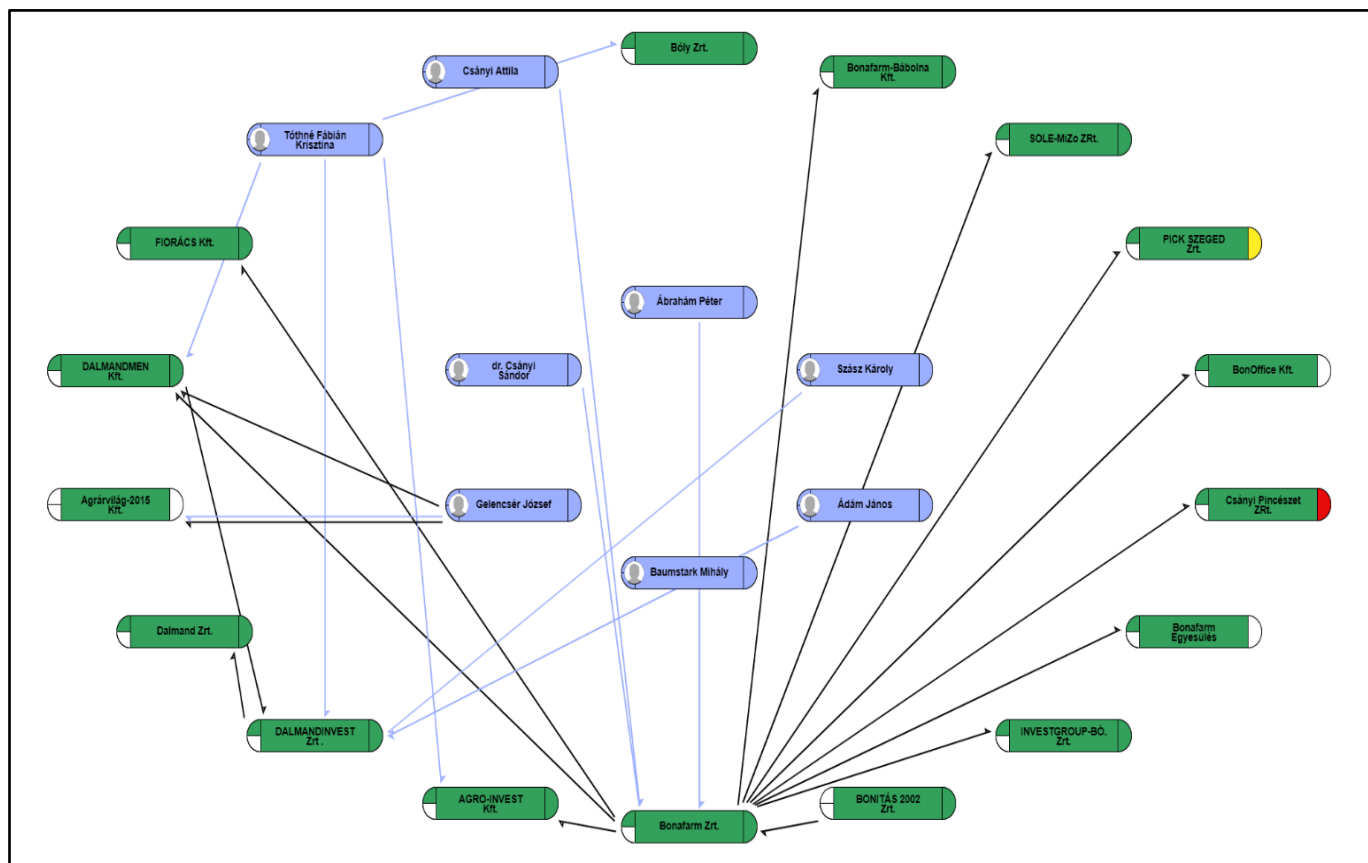 Bóly Zrt.
Csányi Attila
Bonafarm-Bábolna
Kft.
Tóthné Fábián
Krisztina
SOLE-MiZo ZRt.
FIORÁCS Kft.
PICK SZEGED
Zrt.
Ábrahám Péter
DALMANDMEN
Kft.
dr. Csányi
Sándor
Szász Károly
BonOffice Kft.
Agrárvilág-2015
Kft.
Gelencsér József
Ádám János
Csányi Pincészet
ZRt.
Baumstark Mihály
Dalmand Zrt.
Bonafarm
Egyesülés
DALMANDINVEST
Zrt .
INVESTGROUP-BÓ.
Zrt.
AGRO-INVEST
Kft.
Bonafarm Zrt.
BONITÁS 2002
Zrt.